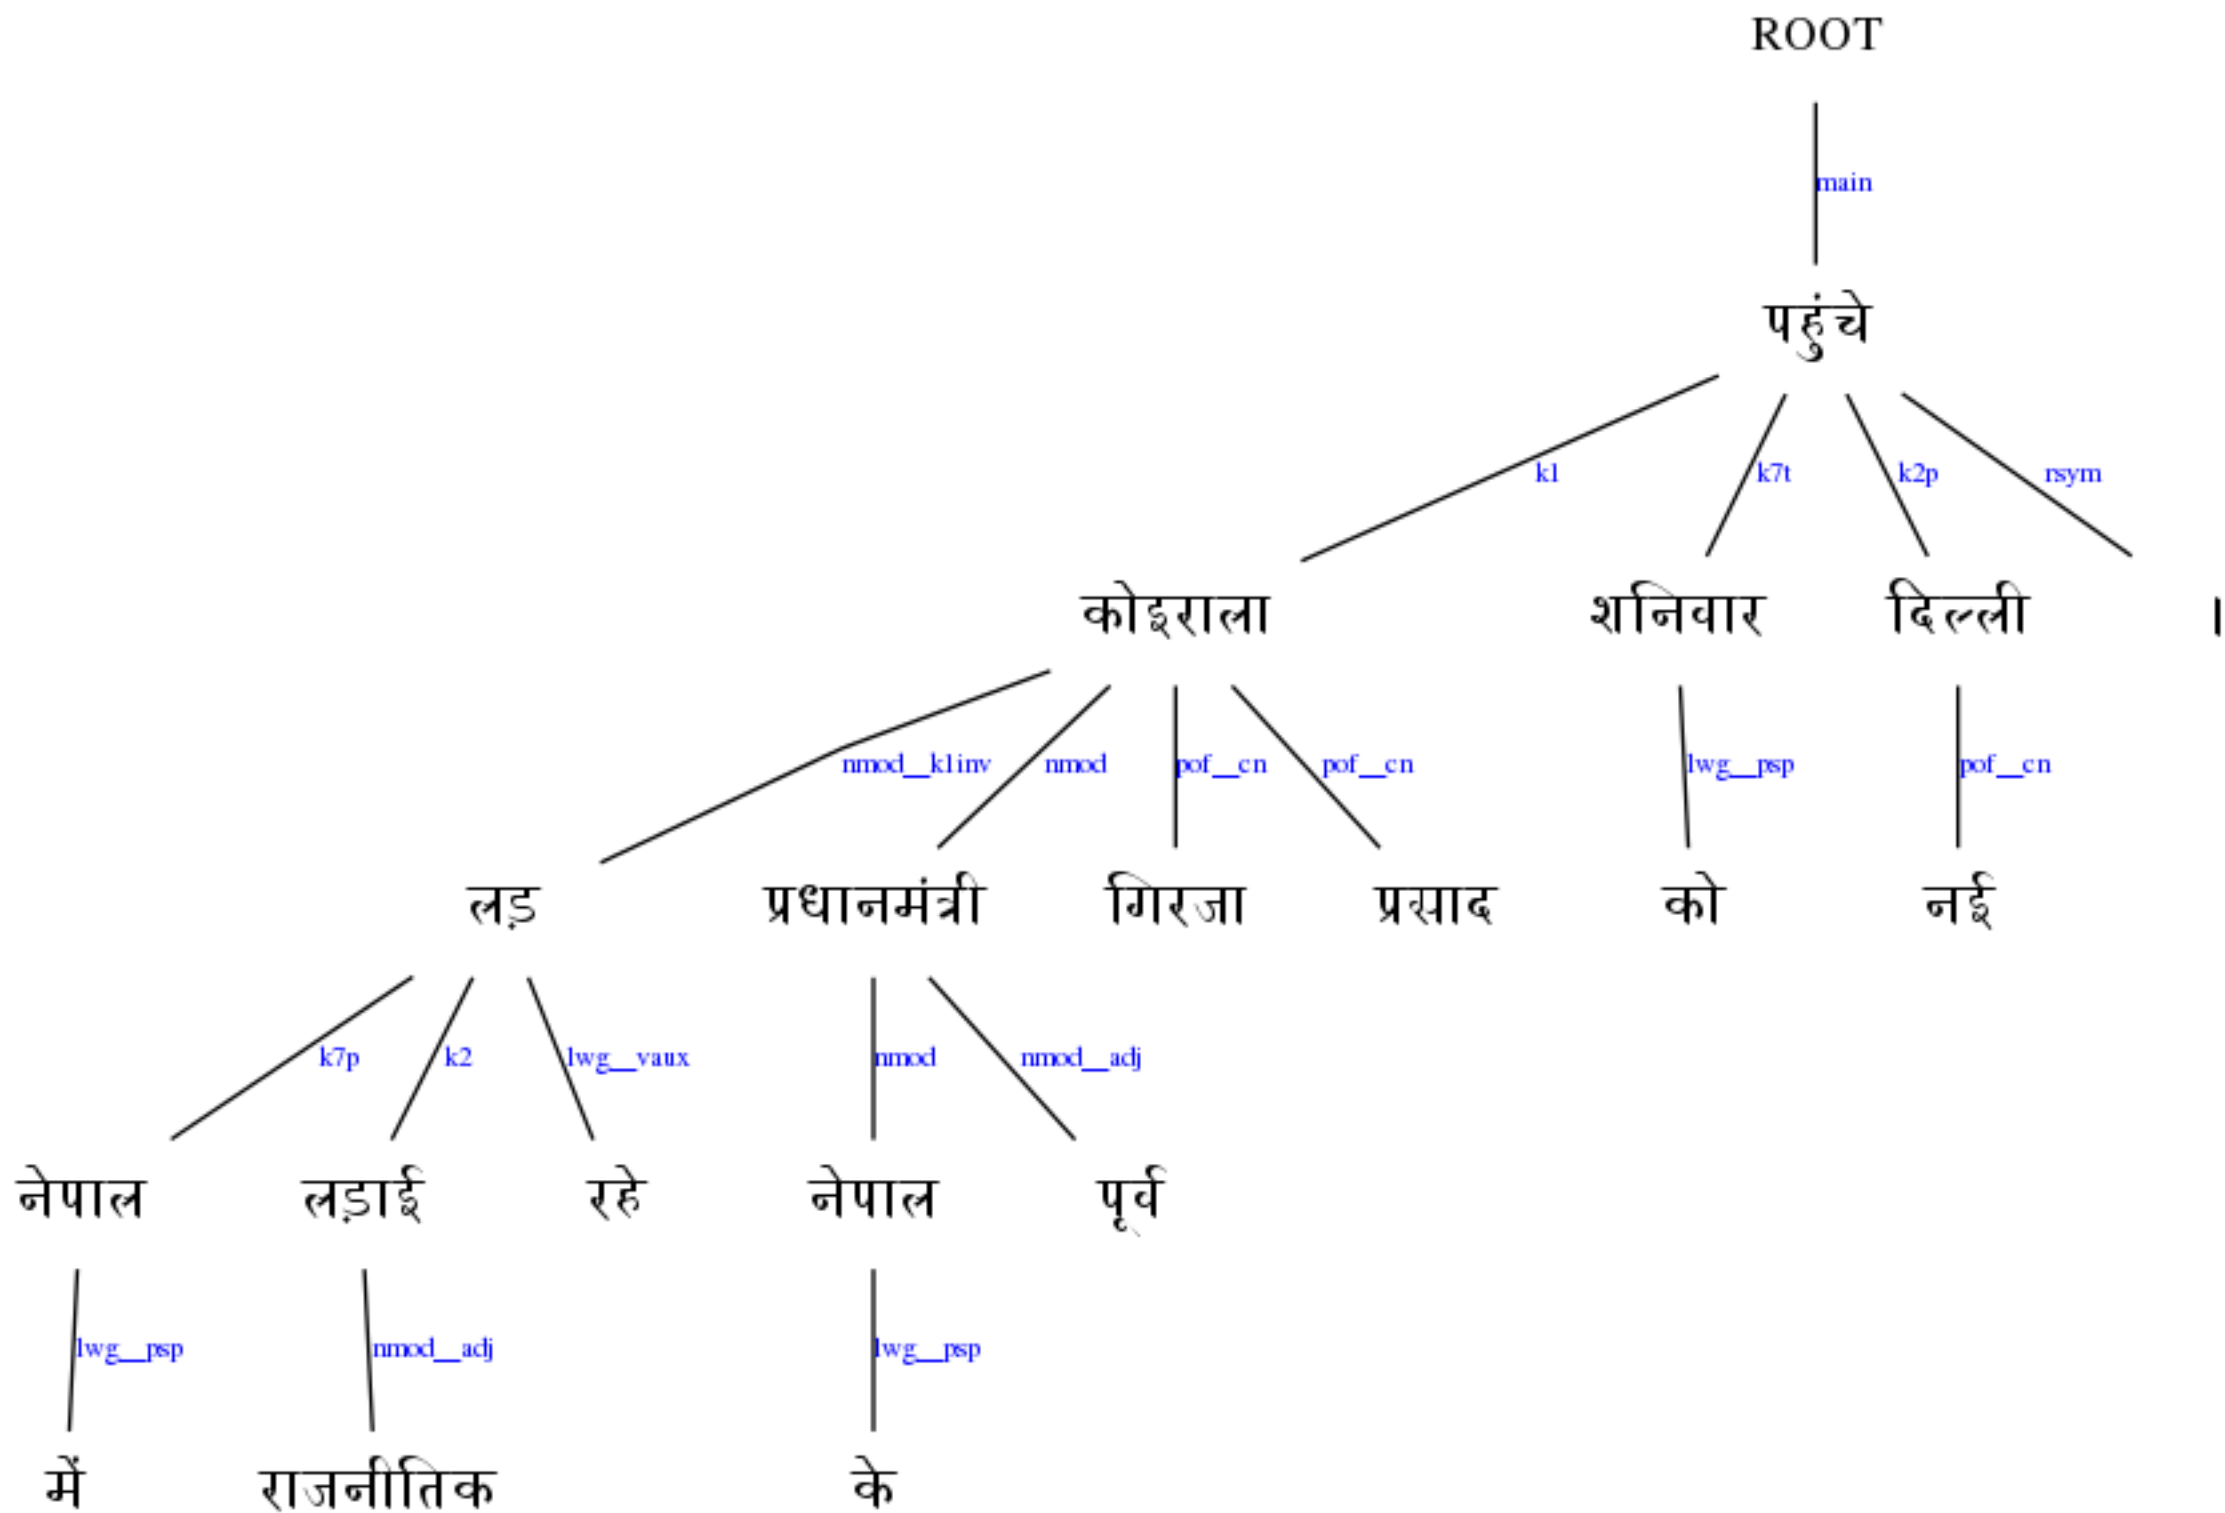 ROOT
main
पहुंचे
k1 k7t k2p rsym
कोइराला शनिवार दिल्ली ।
nmod__k1inv nmod pof__cn pof__cn lwg__psp pof__cn
लड़ प्रधानमंत्री गिरजा प्रसाद को नई
k7p k2 lwg__vaux nmod nmod__adj
नेपाल लड़ाई रहे नेपाल पूर्व
lwg__psp nmod__adj lwg__psp
में राजनीतिक के